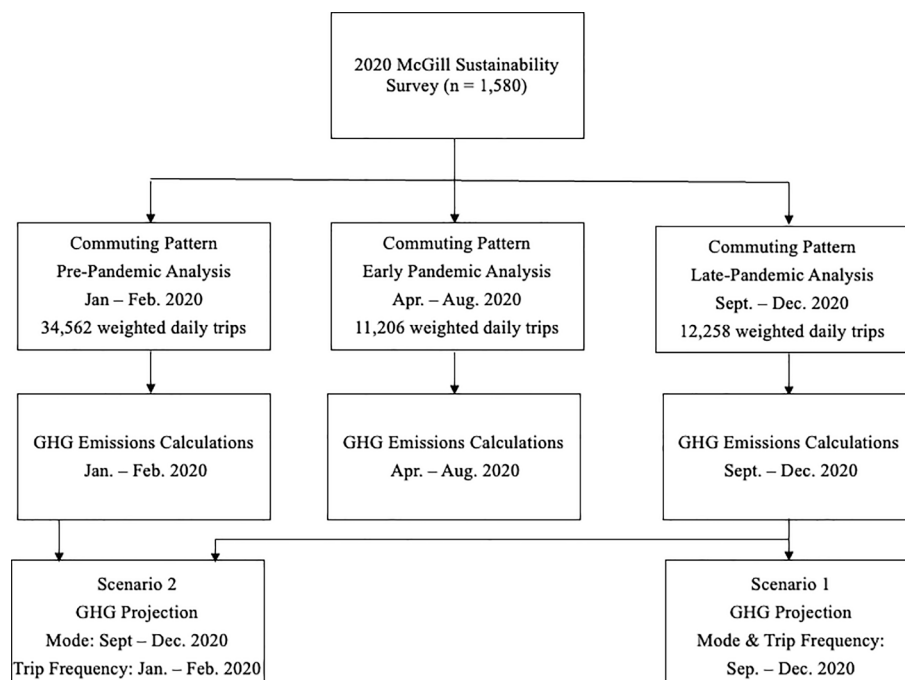 2020 McGill Sustainability
Survey (n = 1,580)
Commuting Pattern
Pre-Pandemic Analysis
Jan – Feb. 2020
34,562 weighted daily trips
Commuting Pattern
Early Pandemic Analysis
Apr. – Aug. 2020
11,206 weighted daily trips
Commuting Pattern
Late-Pandemic Analysis
Sept. – Dec. 2020
12,258 weighted daily trips
GHG Emissions Calculations
Jan. – Feb. 2020
GHG Emissions Calculations
Apr. – Aug. 2020
GHG Emissions Calculations
Sept. – Dec. 2020
Scenario 2
GHG Projection
Mode: Sept – Dec. 2020
Trip Frequency: Jan. – Feb. 2020
Scenario 1
GHG Projection
Mode & Trip Frequency:
Sep. – Dec. 2020